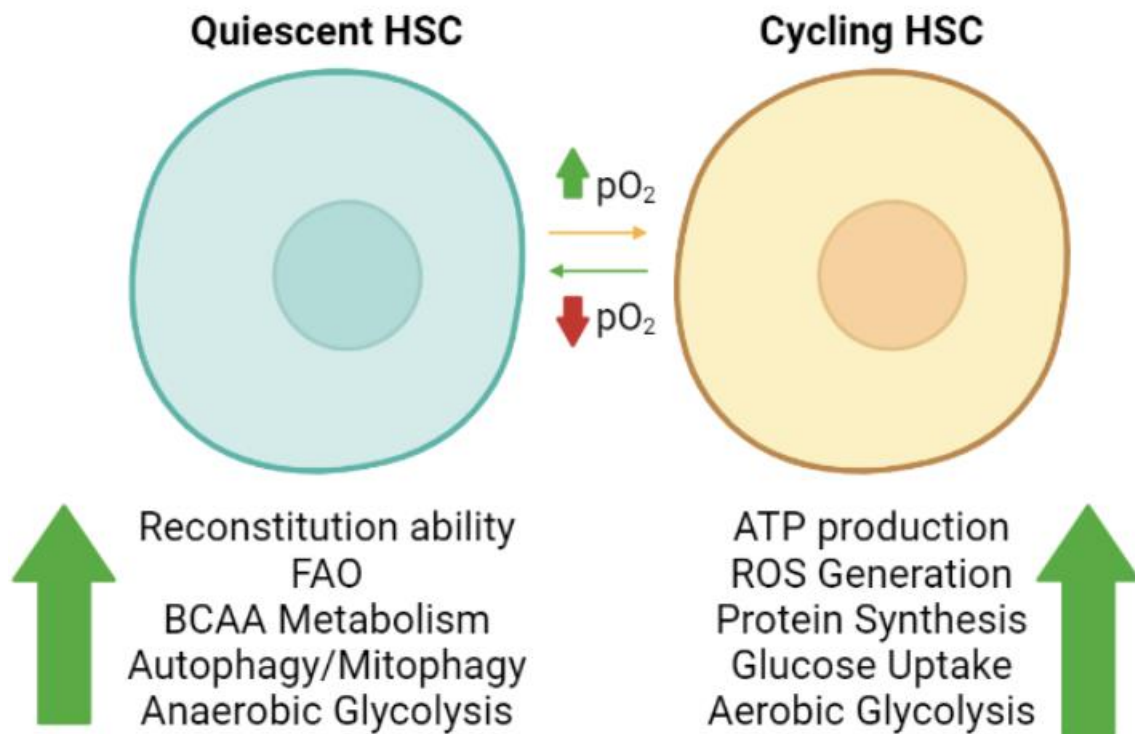 Quiescent HSC
Cycling HSC
pO₂
pO₂
Reconstitution ability
FAO
BCAA Metabolism
Autophagy/Mitophagy
Anaerobic Glycolysis
ATP production
ROS Generation
Protein Synthesis
Glucose Uptake
Aerobic Glycolysis